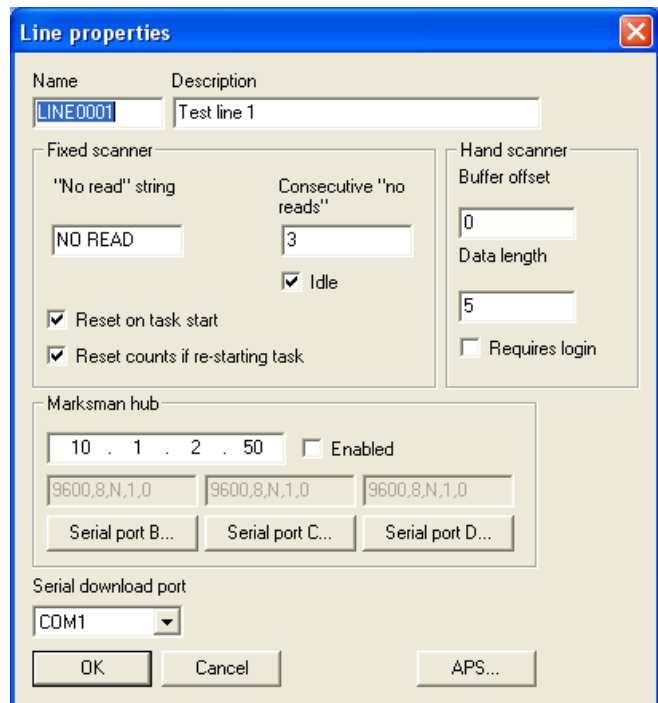 Line properties
Name Description
LINE0001 Test line 1
Fixed scanner
"No read" string Consecutive "no reads"
NO READ 3
Idle
Reset on task start
Reset counts if re-starting task
Hand scanner
Buffer offset
0
Data length
5
Requires login
Marksman hub
10 . 1 . 2 . 50 Enabled
9600,8,N,1,0 9600,8,N,1,0 9600,8,N,1,0
Serial port B... Serial port C... Serial port D...
Serial download port
COM1
OK Cancel APS...